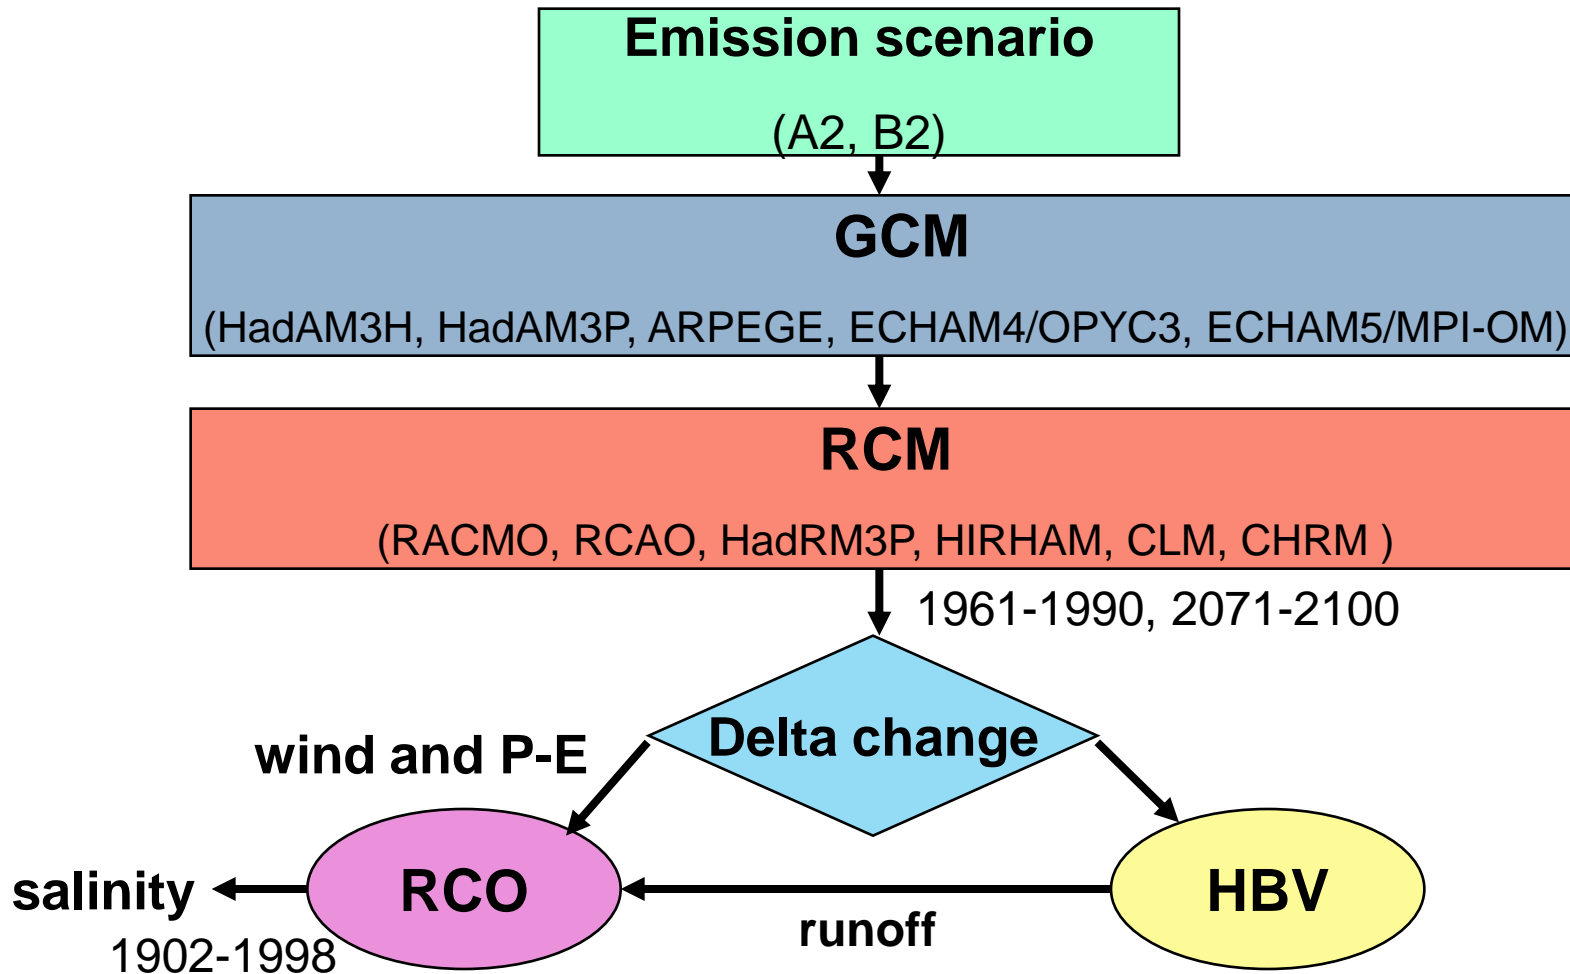 Emission scenario
(A2, B2)
GCM
(HadAM3H, HadAM3P, ARPEGE, ECHAM4/OPYC3, ECHAM5/MPI-OM)
RCM
(RACMO, RCAO, HadRM3P, HIRHAM, CLM, CHRM )
1961-1990, 2071-2100
Delta change
wind and P-E
RCO
HBV
salinity
runoff
1902-1998